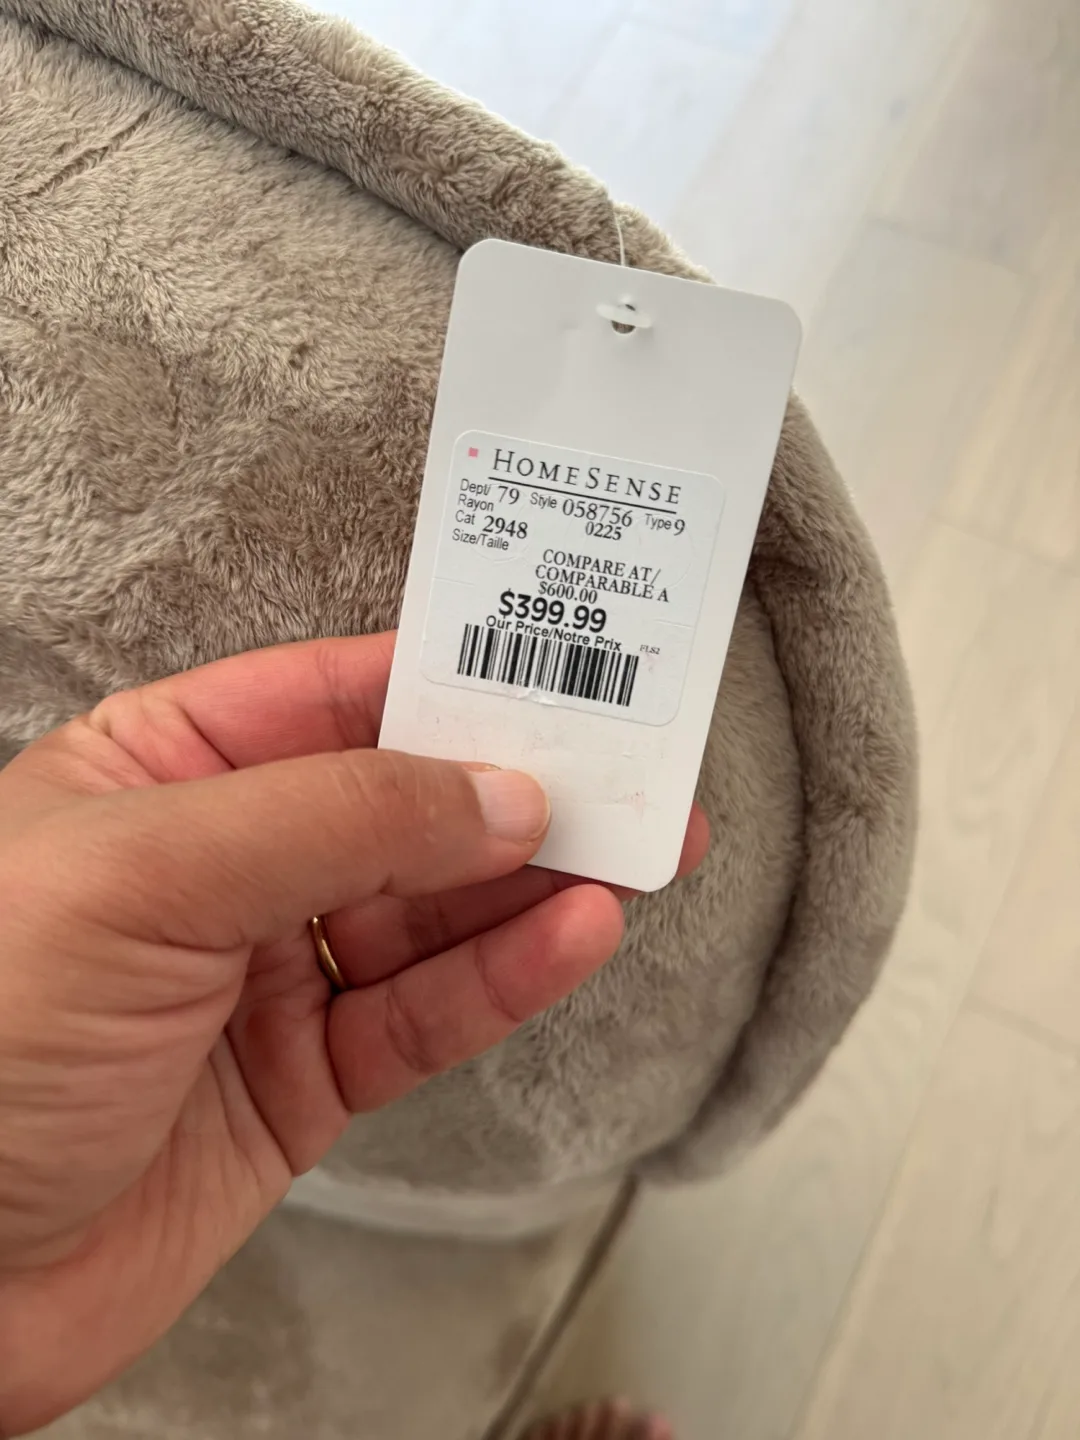 HOMESENSE
Dept/ 79 Style 058756 Type 9
Rayon 0225
Cat 2948
Size/Taille
COMPARE AT/
COMPARABLE A
$600.00
$399.99
Our Price/Notre Prix FLS2